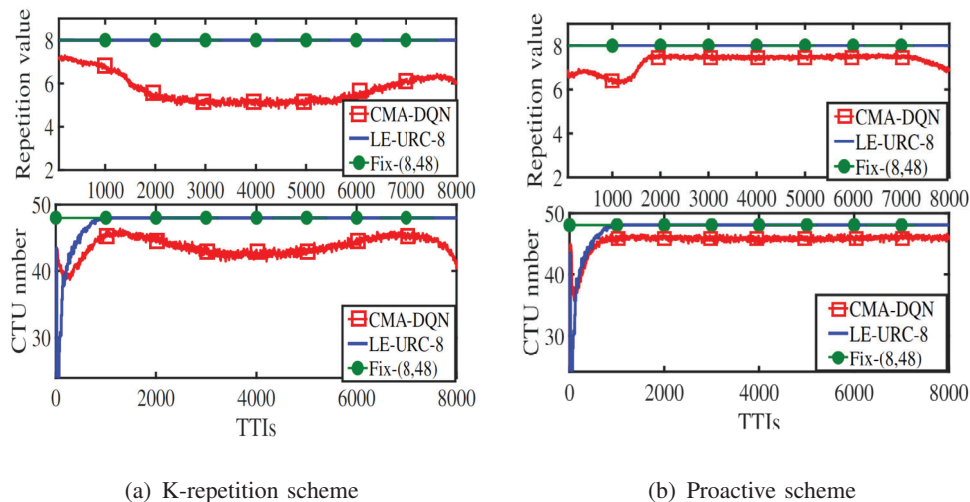 Repetition value
8
6
4
2
1000 2000 3000 4000 5000 6000 7000 8000
CMA-DQN
LE-URC-8
Fix-(8,48)
CTU nmber
50
40
30
0 2000 4000 6000 8000
TTIs
CMA-DQN
LE-URC-8
Fix-(8,48)
(a) K-repetition scheme
Repetition value
8
6
4
2
1000 2000 3000 4000 5000 6000 7000 8000
CMA-DQN
LE-URC-8
Fix-(8,48)
CTU nmber
50
40
30
0 2000 4000 6000 8000
TTIs
CMA-DQN
LE-URC-8
Fix-(8,48)
(b) Proactive scheme